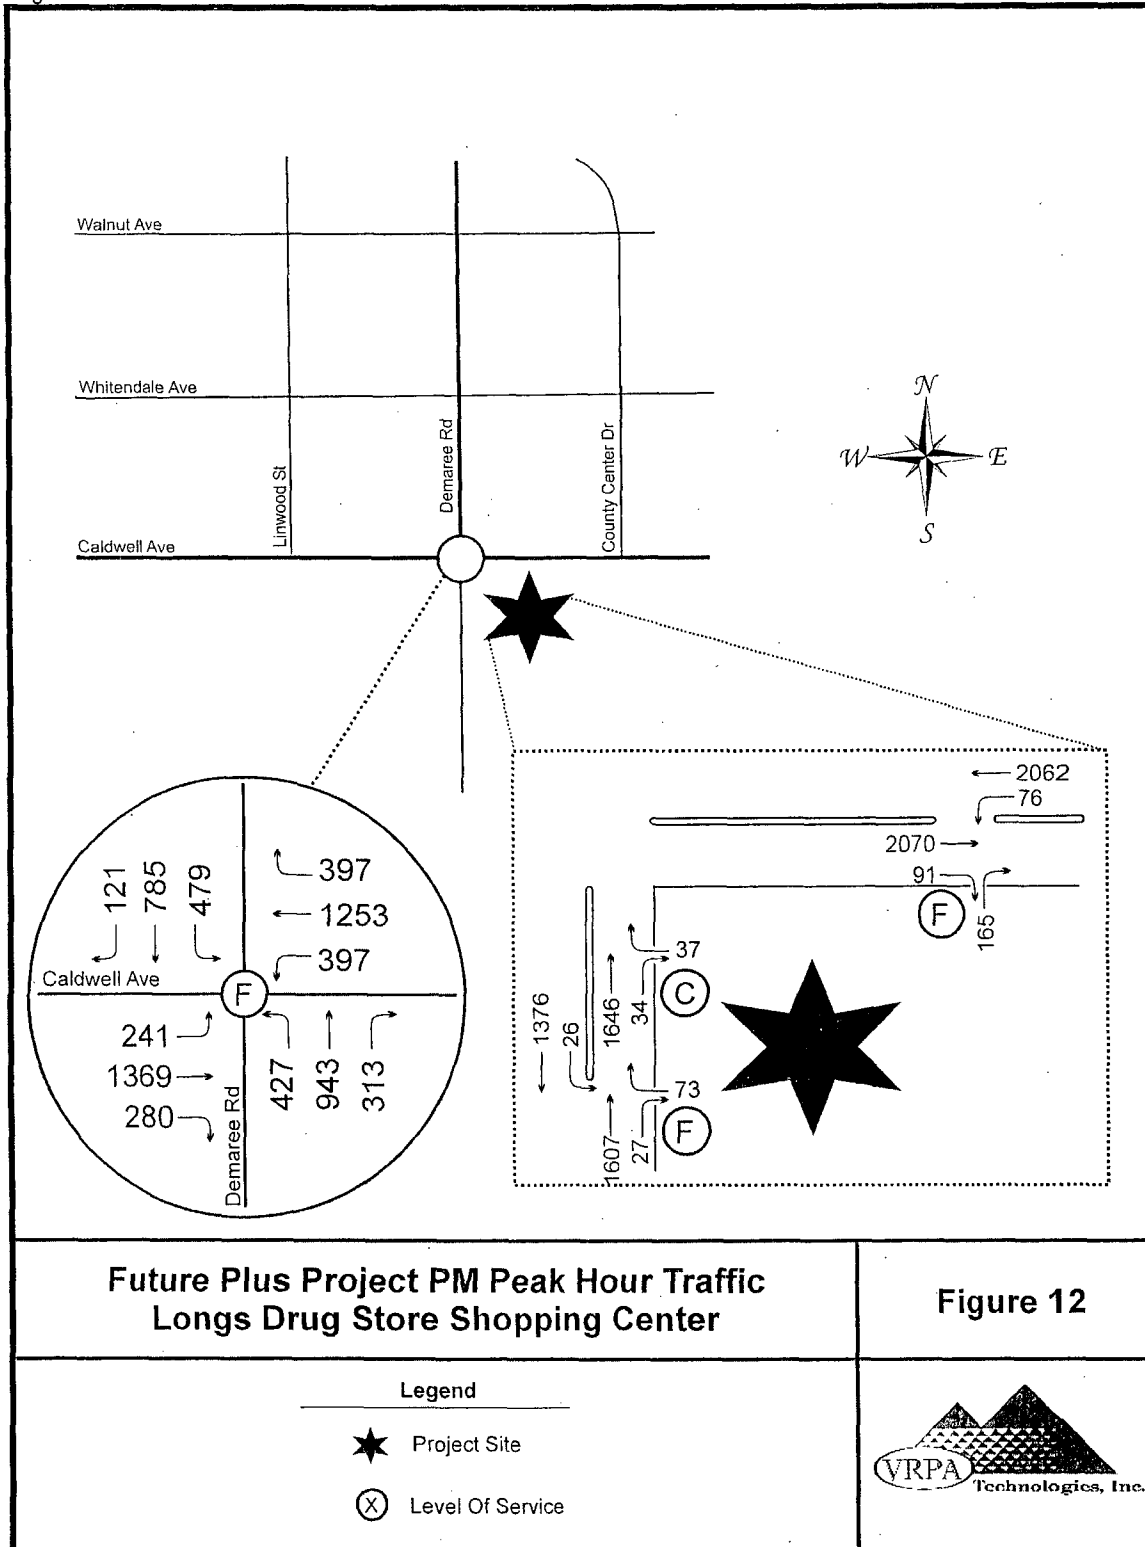 Walnut Ave
Whitendale Ave
Linwood St
Demaree Rd
County Center Dr
Caldwell Ave
N
W
E
S
121
785
479
397
1253
397
Caldwell Ave
F
241
1369
280
Demaree Rd
427
943
313
2062
76
2070
91
F
165
37
C
1376
26
1646
34
73
F
1607
27
Future Plus Project PM Peak Hour Traffic
Longs Drug Store Shopping Center
Figure 12
Legend
Project Site
X Level Of Service
VRPA
Technologies, Inc.